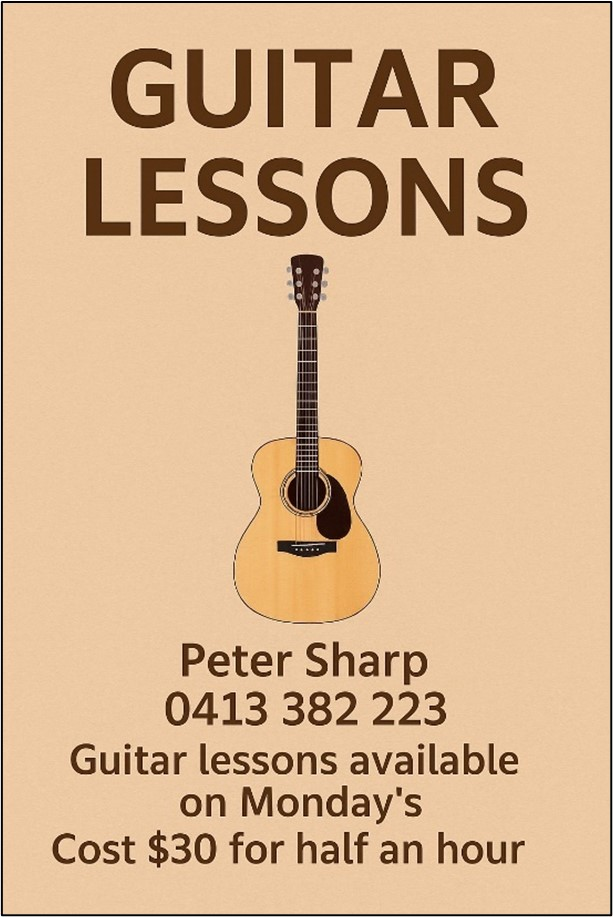 GUITAR
LESSONS
Peter Sharp
0413 382 223
Guitar lessons available
on Monday's
Cost $30 for half an hour